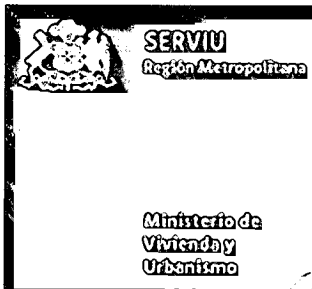 SERVIU
Región Metropolitana
Ministerio de
Vivienda y
Urbanismo